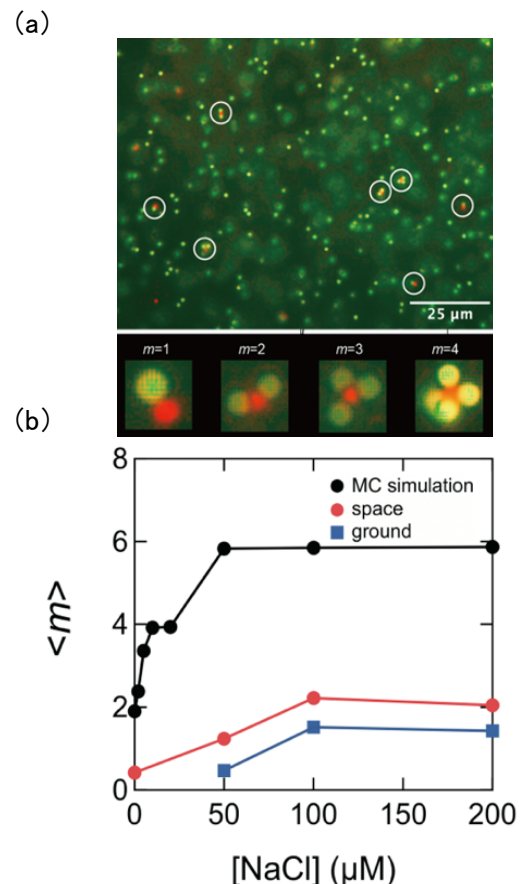 (a)
25 μm
m=1 m=2 m=3 m=4
(b)
8
6
4
2
0
<m>
MC simulation
space
ground
0 50 100 150 200
[NaCl] (μM)